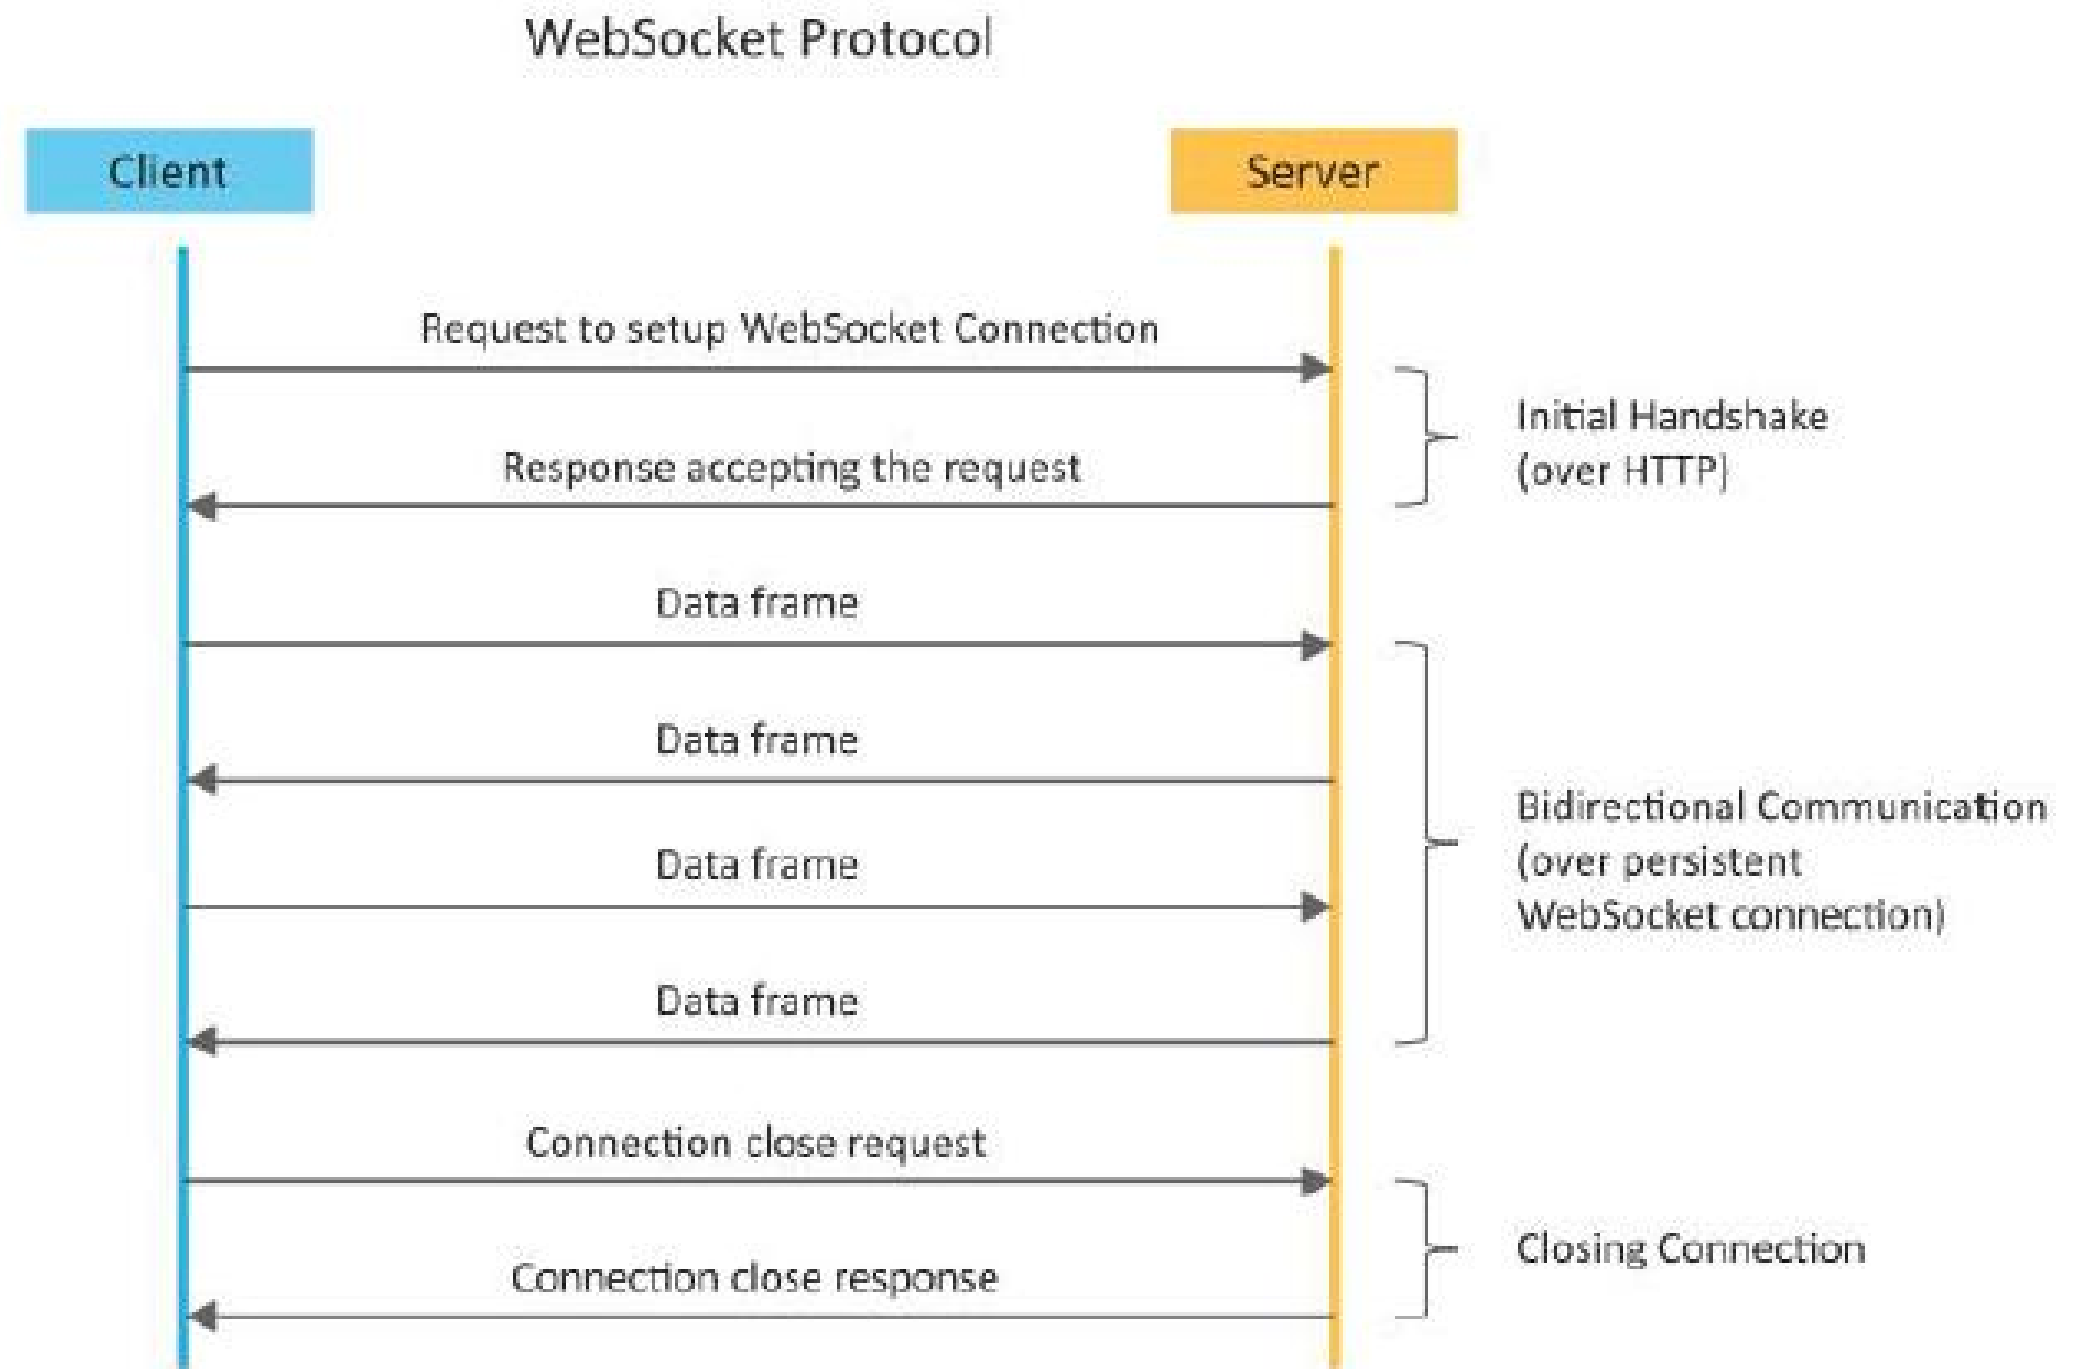 WebSocket Protocol
Client
Server
Request to setup WebSocket Connection
Response accepting the request
Initial Handshake
(over HTTP)
Data frame
Data frame
Data frame
Data frame
Bidirectional Communication
(over persistent
WebSocket connection)
Connection close request
Connection close response
Closing Connection